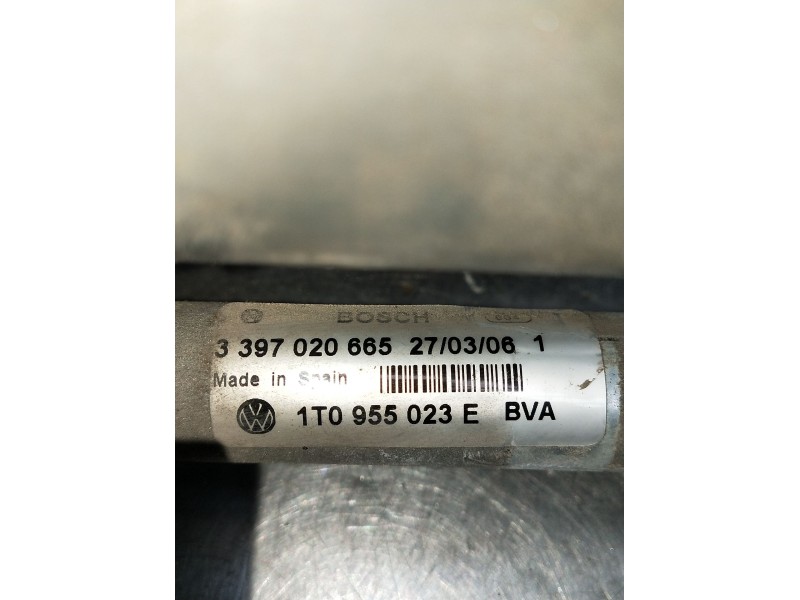 BOSCH
3 397 020 665 27/03/06 1
Made in Spain
1T0 955 023 E BVA